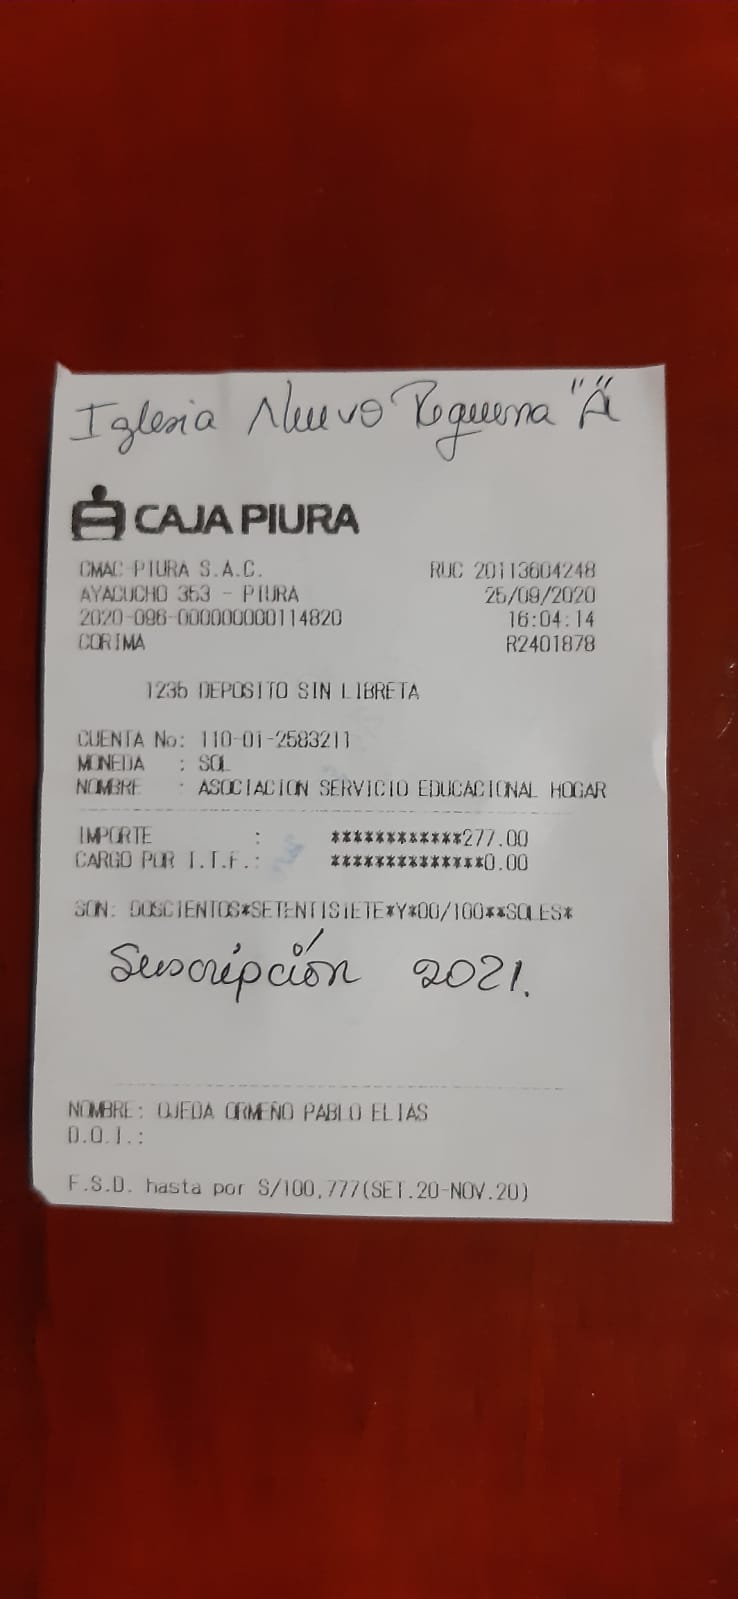 Iglesia Nuevo Requena "A"
CAJA PIURA
CMAC-PIURA S.A.C. RUC 20113604248
AYACUCHO 353 - PIURA 25/09/2020
2020-096-000000000114820 16:04:14
CORIMA R2401878
1235 DEPOSITO SIN LIBRETA
CUENTA No: 110-01-2583211
MONEDA : SOL
NOMBRE : ASOCIACION SERVICIO EDUCACIONAL HOGAR
IMPORTE : ************277.00
CARGO POR I.T.F.: **************0.00
SON: DOSCIENTOS*SETENTISIETE*Y*00/100**SOLES*
Suscripción 2021.
NOMBRE: OJEDA ORMEÑO PABLO ELIAS
D.O.I.:
F.S.D. hasta por S/100,777(SET.20-NOV.20)